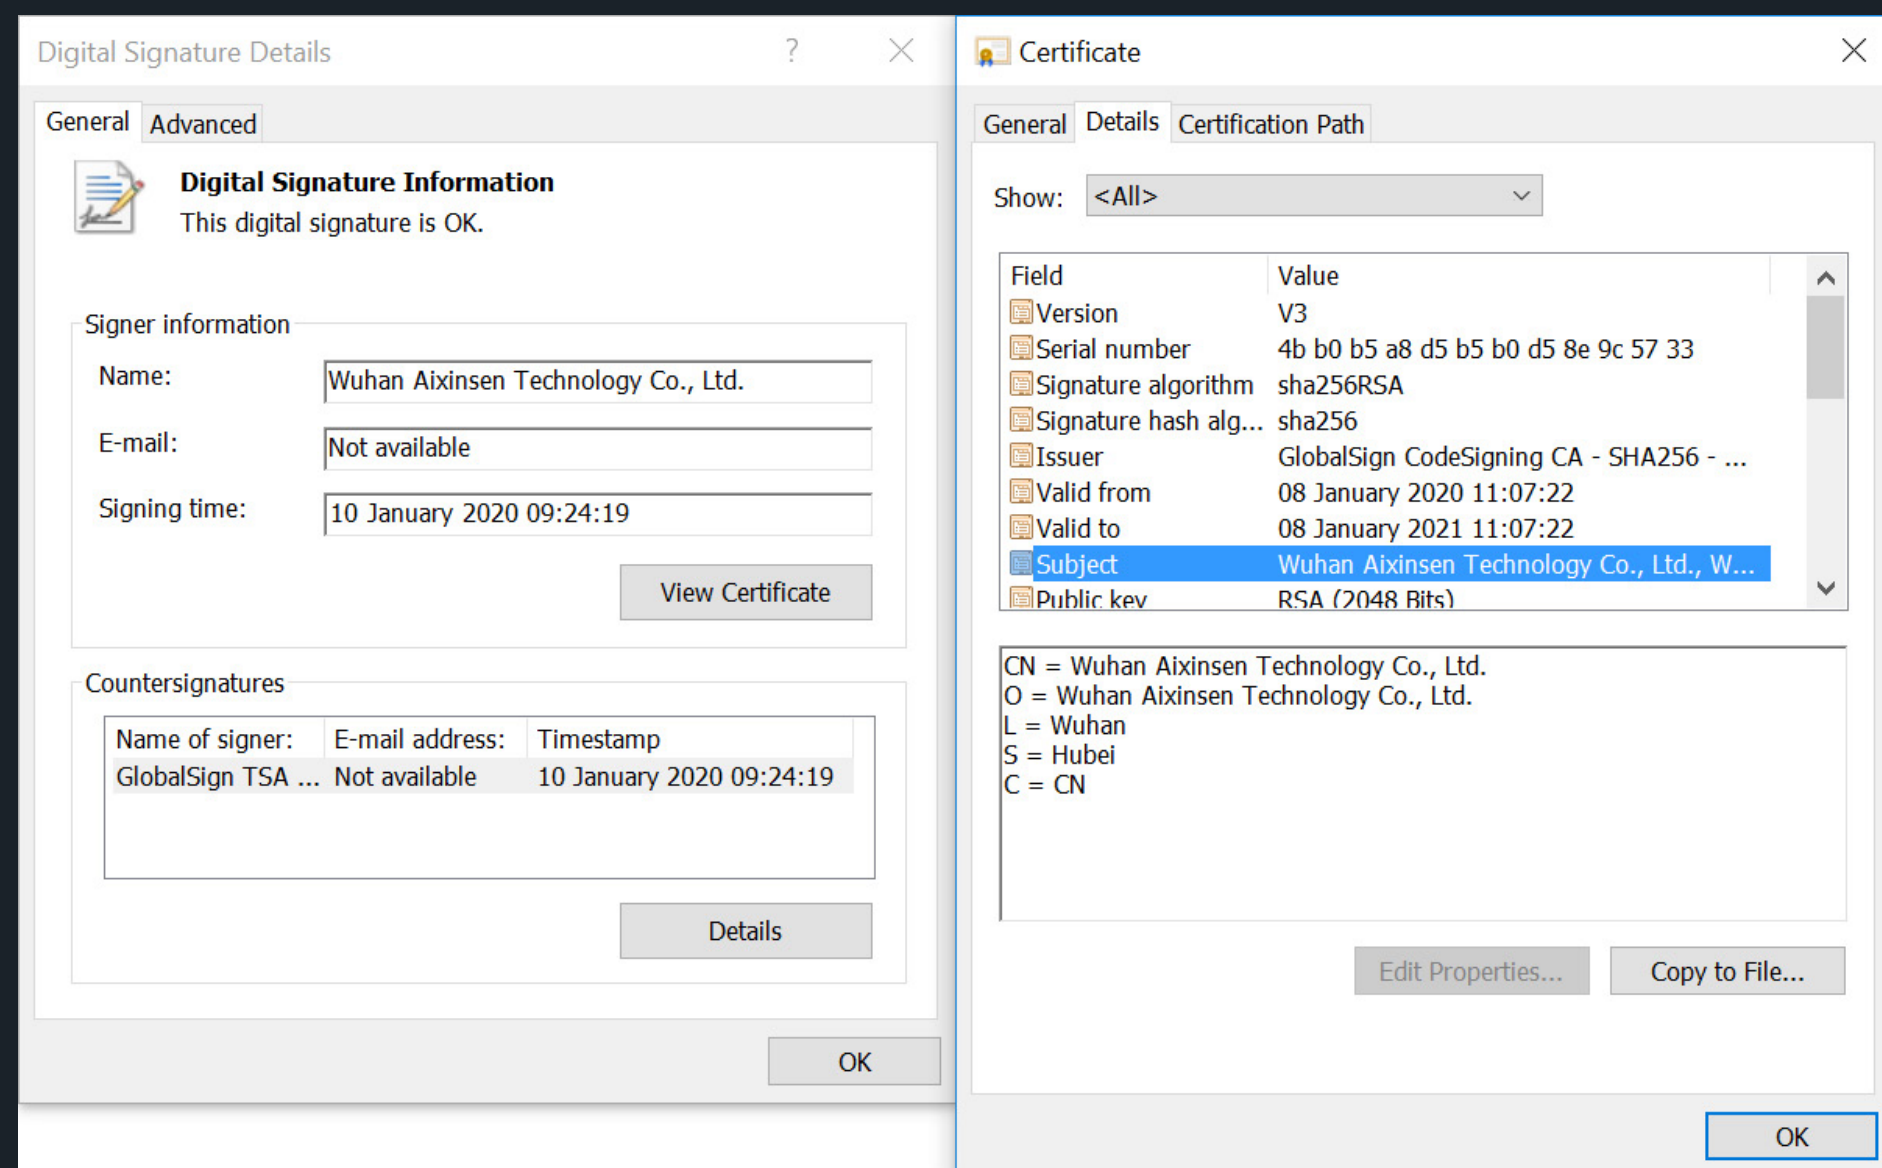 Digital Signature Details
General Advanced
Digital Signature Information
This digital signature is OK.
Signer information
Name: Wuhan Aixinsen Technology Co., Ltd.
E-mail: Not available
Signing time: 10 January 2020 09:24:19
View Certificate
Countersignatures
Name of signer: E-mail address: Timestamp
GlobalSign TSA ... Not available 10 January 2020 09:24:19
Details
OK
Certificate
General Details Certification Path
Show: <All>
Field Value
Version V3
Serial number 4b b0 b5 a8 d5 b5 b0 d5 8e 9c 57 33
Signature algorithm sha256RSA
Signature hash alg... sha256
Issuer GlobalSign CodeSigning CA - SHA256 - ...
Valid from 08 January 2020 11:07:22
Valid to 08 January 2021 11:07:22
Subject Wuhan Aixinsen Technology Co., Ltd., W...
Public key RSA (2048 Bits)
CN = Wuhan Aixinsen Technology Co., Ltd.
O = Wuhan Aixinsen Technology Co., Ltd.
L = Wuhan
S = Hubei
C = CN
Edit Properties... Copy to File...
OK